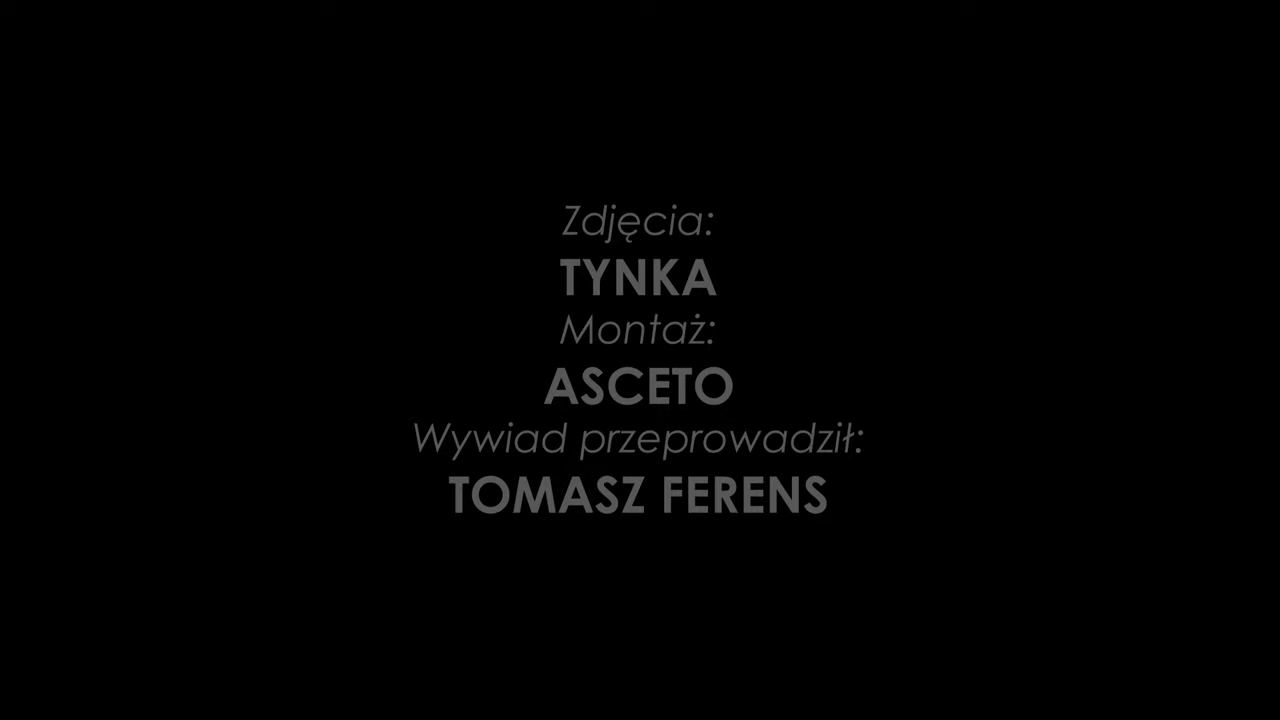 Zdjęcia:
TYNKA
Montaż:
ASCETO
Wywiad przeprowadził:
TOMASZ FERENS